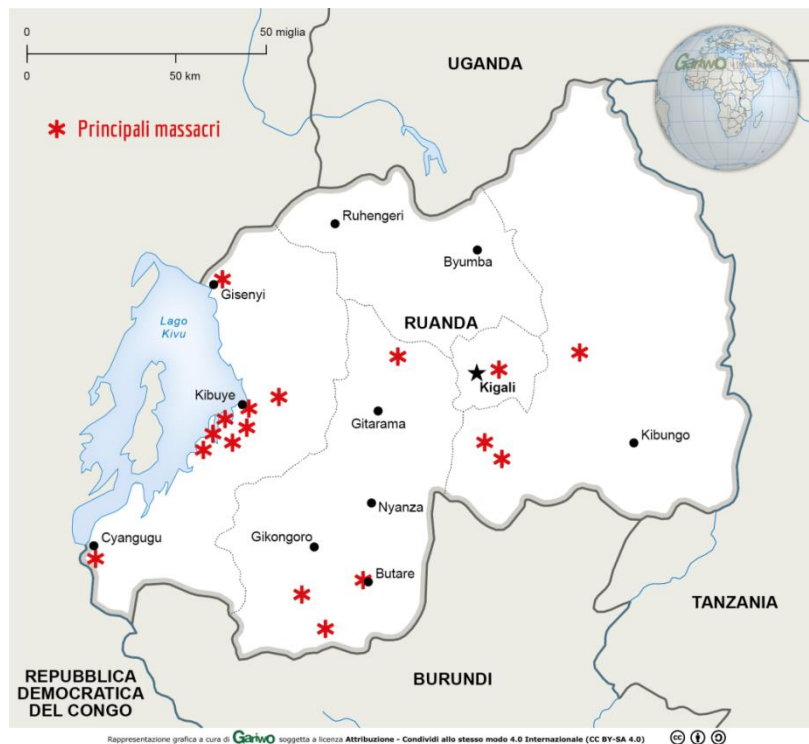 0 50 miglia
0 50 km
UGANDA
Gariwo
Principali massacri
Ruhengeri
Byumba
Gisenyi
Lago
Kivu
RUANDA
Kigali
Kibuye
Gitarama
Kibungo
Nyanza
Gikongoro
Cyangugu
Butare
TANZANIA
REPUBBLICA
DEMOCRATICA
DEL CONGO
BURUNDI
Rappresentazione grafica a cura di Gariwo soggetta a licenza Attribuzione - Condividi allo stesso modo 4.0 Internazionale (CC BY-SA 4.0) cc